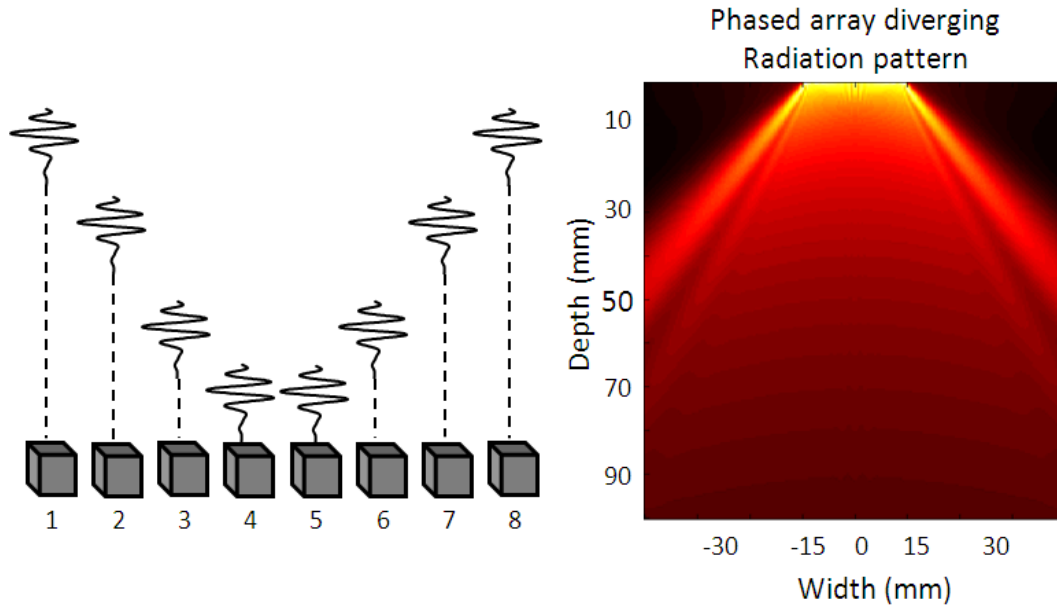 Phased array diverging
Radiation pattern
10
30
50
70
90
Depth (mm)
-30 -15 0 15 30
Width (mm)
1 2 3 4 5 6 7 8